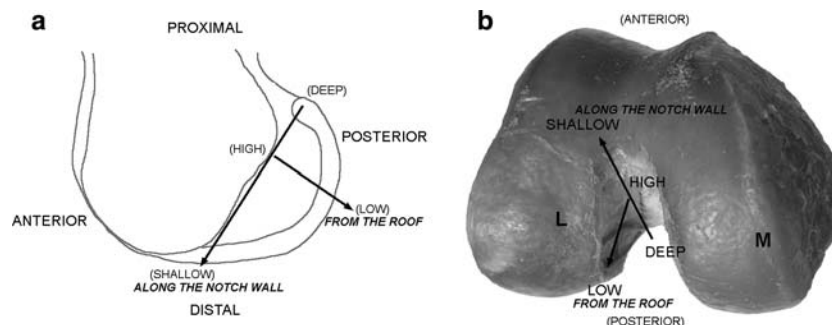 a
PROXIMAL
(DEEP)
POSTERIOR
(HIGH)
ANTERIOR
(LOW)
FROM THE ROOF
(SHALLOW)
ALONG THE NOTCH WALL
DISTAL
b
(ANTERIOR)
ALONG THE NOTCH WALL
SHALLOW
HIGH
L
M
DEEP
LOW
FROM THE ROOF
(POSTERIOR)